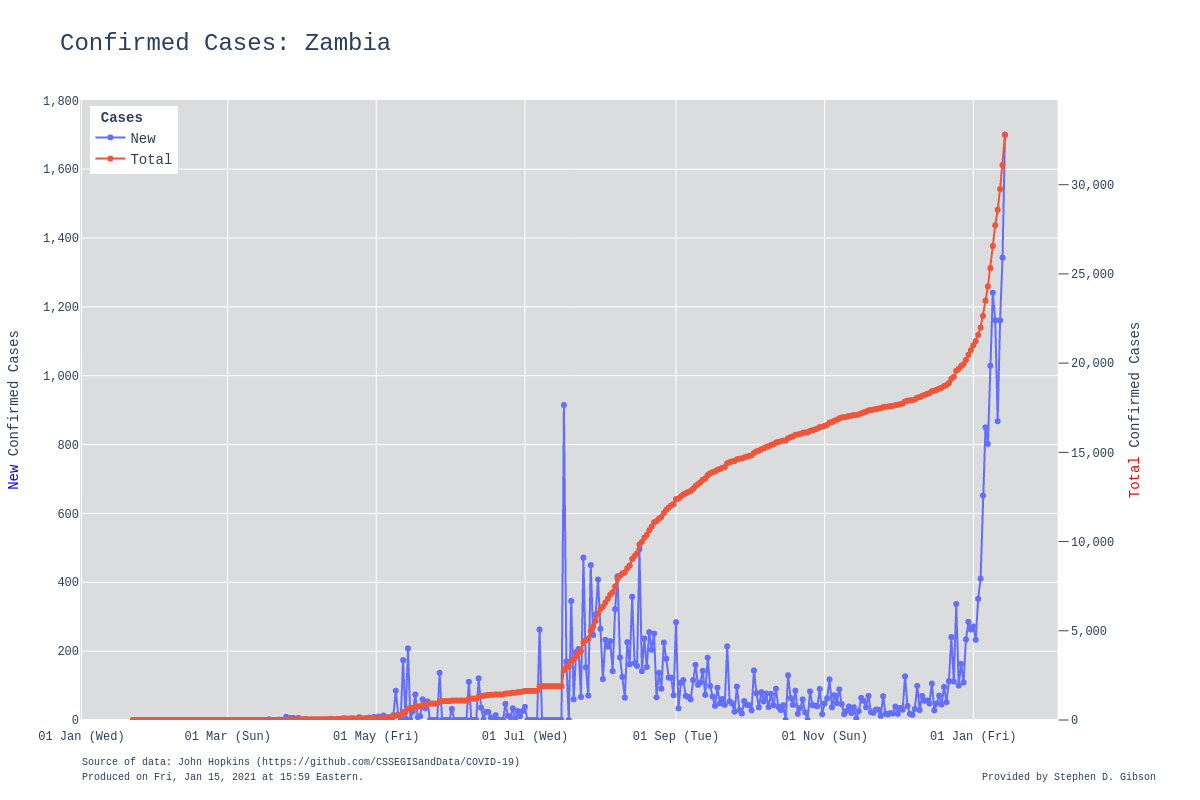 Confirmed Cases: Zambia
Cases
New
Total
1,800
1,600
1,400
1,200
1,000
800
600
400
200
0
New Confirmed Cases
30,000
25,000
20,000
15,000
10,000
5,000
0
Total Confirmed Cases
01 Jan (Wed)
01 Mar (Sun)
01 May (Fri)
01 Jul (Wed)
01 Sep (Tue)
01 Nov (Sun)
01 Jan (Fri)
Source of data: John Hopkins (https://github.com/CSSEGISandData/COVID-19)
Produced on Fri, Jan 15, 2021 at 15:59 Eastern.
Provided by Stephen D. Gibson